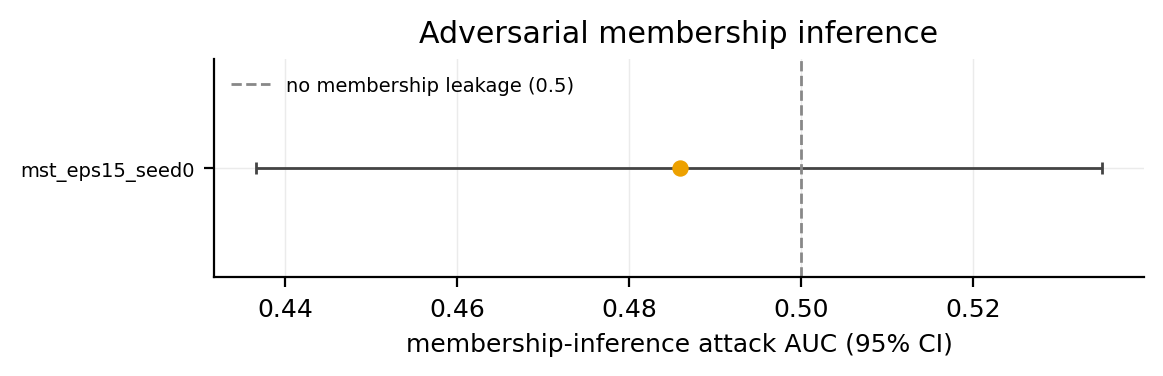 Adversarial membership inference
no membership leakage (0.5)
mst_eps15_seed0
0.44 0.46 0.48 0.50 0.52
membership-inference attack AUC (95% CI)